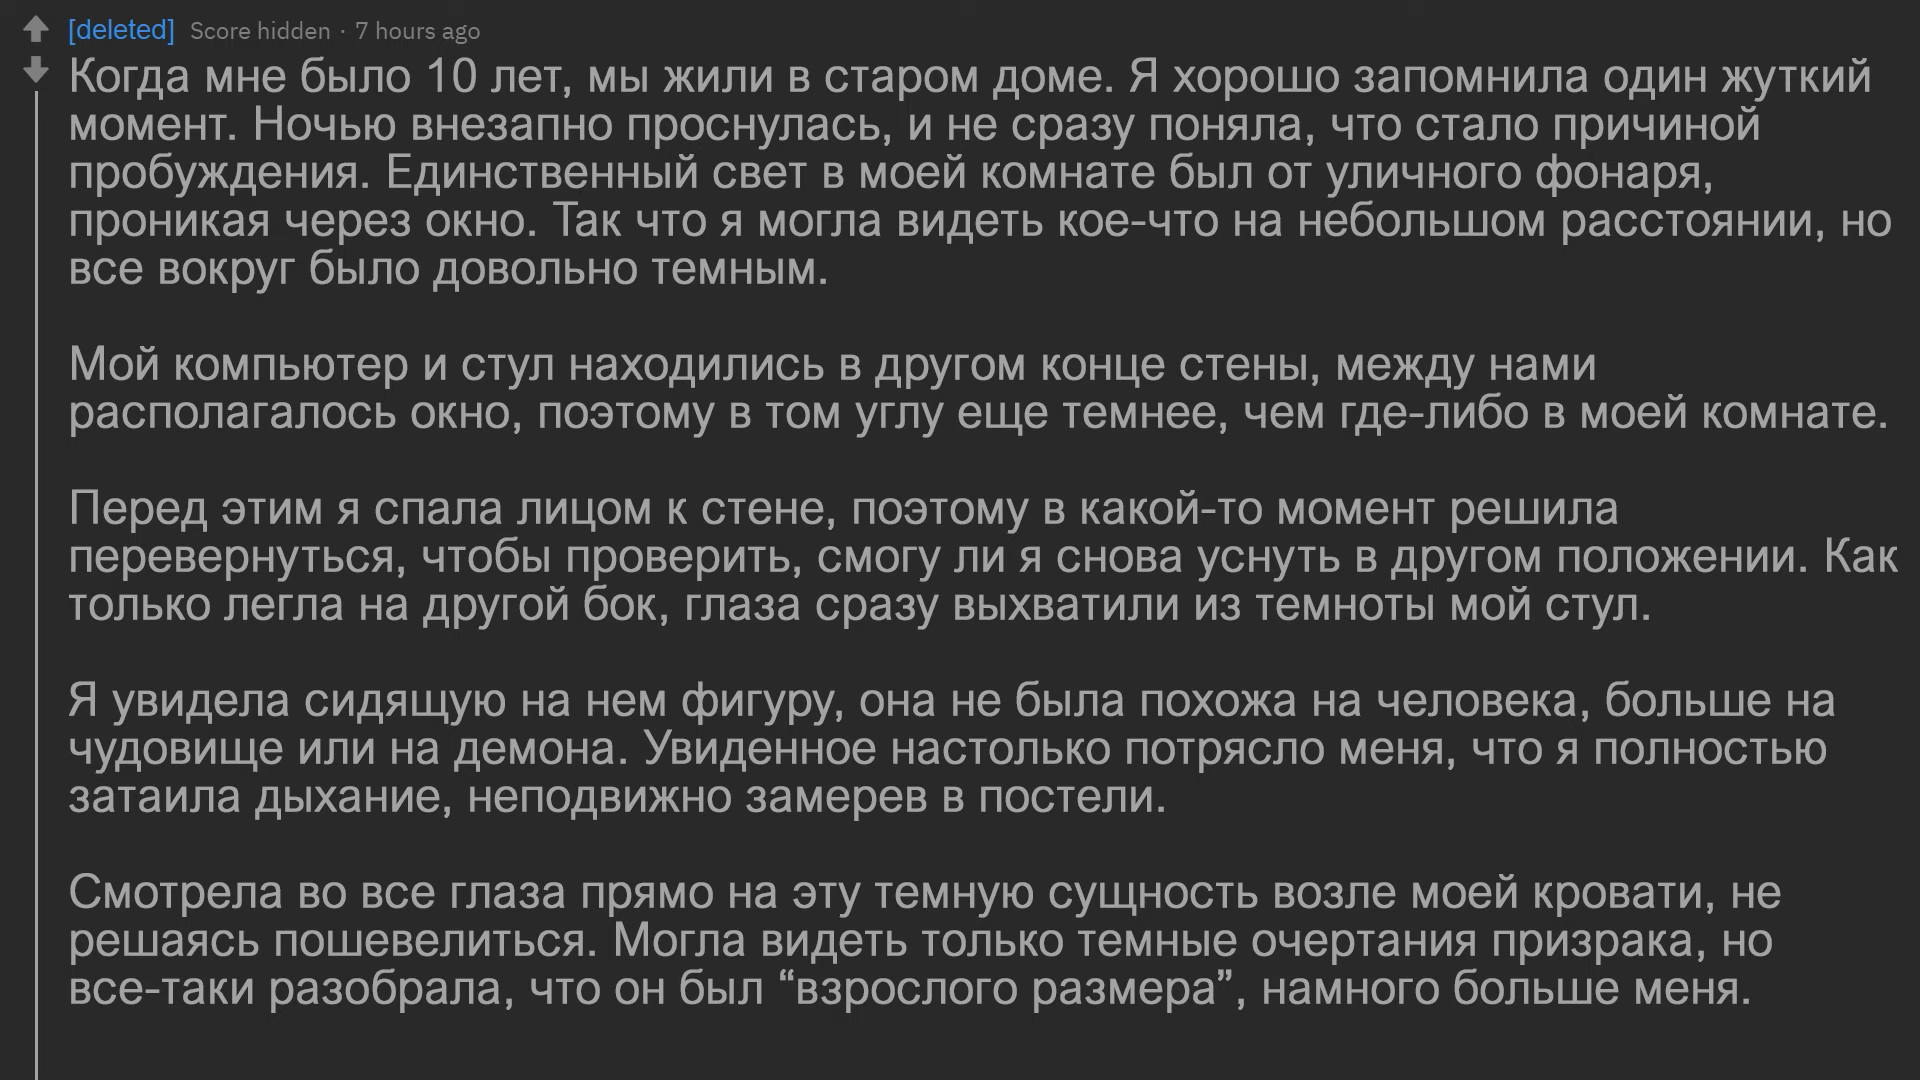 [deleted] Score hidden · 7 hours ago
Когда мне было 10 лет, мы жили в старом доме. Я хорошо запомнила один жуткий
момент. Ночью внезапно проснулась, и не сразу поняла, что стало причиной
пробуждения. Единственный свет в моей комнате был от уличного фонаря,
проникая через окно. Так что я могла видеть кое-что на небольшом расстоянии, но
все вокруг было довольно темным.
Мой компьютер и стул находились в другом конце стены, между нами
располагалось окно, поэтому в том углу еще темнее, чем где-либо в моей комнате.
Перед этим я спала лицом к стене, поэтому в какой-то момент решила
перевернуться, чтобы проверить, смогу ли я снова уснуть в другом положении. Как
только легла на другой бок, глаза сразу выхватили из темноты мой стул.
Я увидела сидящую на нем фигуру, она не была похожа на человека, больше на
чудовище или на демона. Увиденное настолько потрясло меня, что я полностью
затаила дыхание, неподвижно замерев в постели.
Смотрела во все глаза прямо на эту темную сущность возле моей кровати, не
решаясь пошевелиться. Могла видеть только темные очертания призрака, но
все-таки разобрала, что он был “взрослого размера”, намного больше меня.